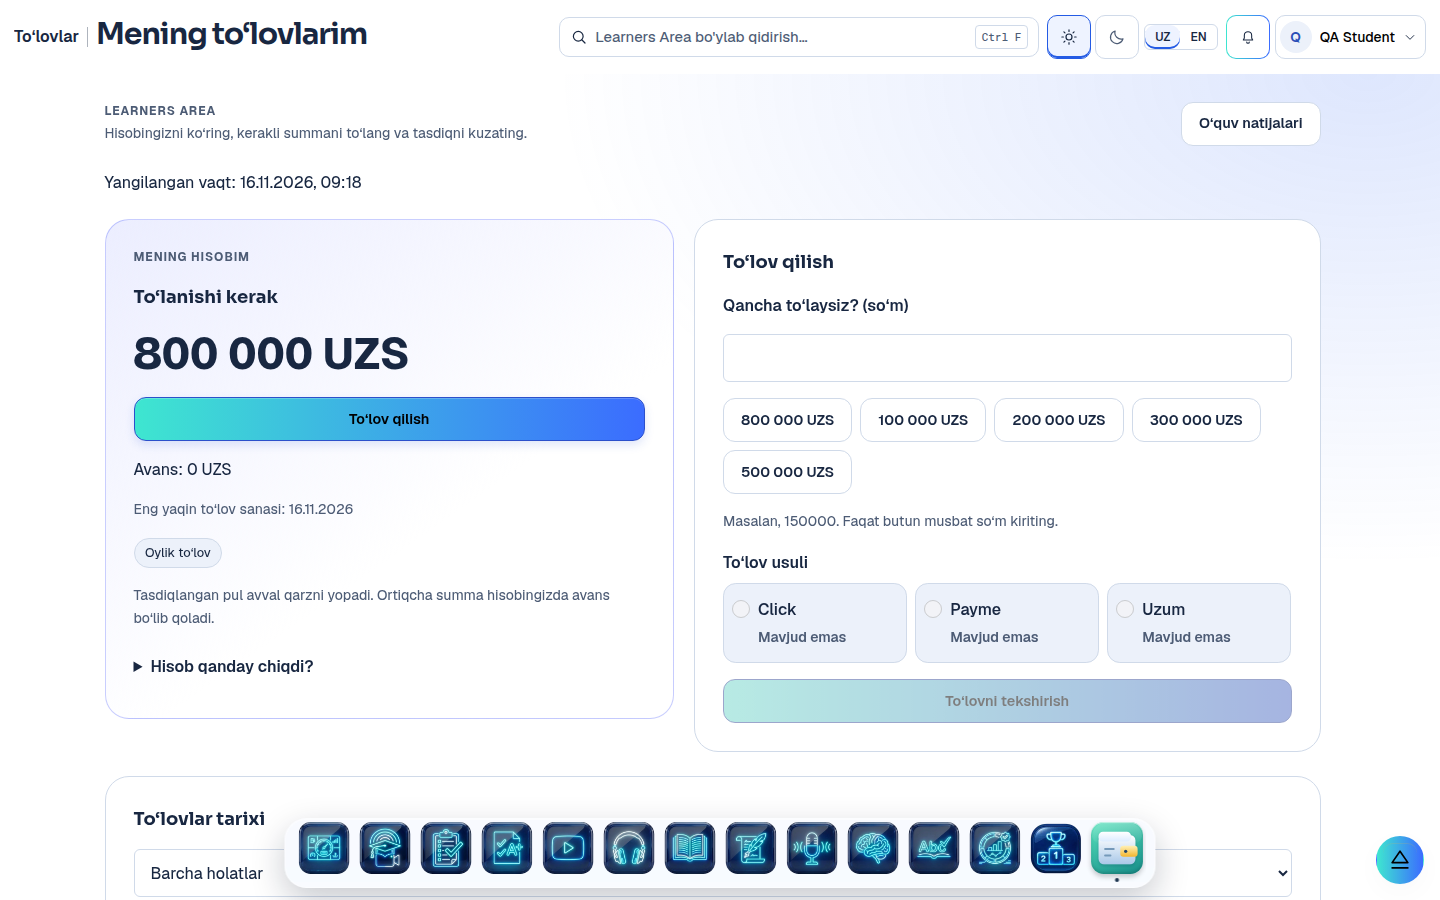 To‘lovlar
Mening to‘lovlarim
Learners Area bo'ylab qidirish...
Ctrl F
UZ
EN
Q
QA Student
LEARNERS AREA
Hisobingizni ko‘ring, kerakli summani to‘lang va tasdiqni kuzating.
O‘quv natijalari
Yangilangan vaqt: 16.11.2026, 09:18
MENING HISOBIM
To‘lanishi kerak
800 000 UZS
To‘lov qilish
Avans: 0 UZS
Eng yaqin to‘lov sanasi: 16.11.2026
Oylik to‘lov
Tasdiqlangan pul avval qarzni yopadi. Ortiqcha summa hisobingizda avans
bo‘lib qoladi.
Hisob qanday chiqdi?
To‘lov qilish
Qancha to‘laysiz? (so‘m)
800 000 UZS
100 000 UZS
200 000 UZS
300 000 UZS
500 000 UZS
Masalan, 150000. Faqat butun musbat so‘m kiriting.
To‘lov usuli
Click
Mavjud emas
Payme
Mavjud emas
Uzum
Mavjud emas
To‘lovni tekshirish
To‘lovlar tarixi
Barcha holatlar
A+
Abc
2
1
3